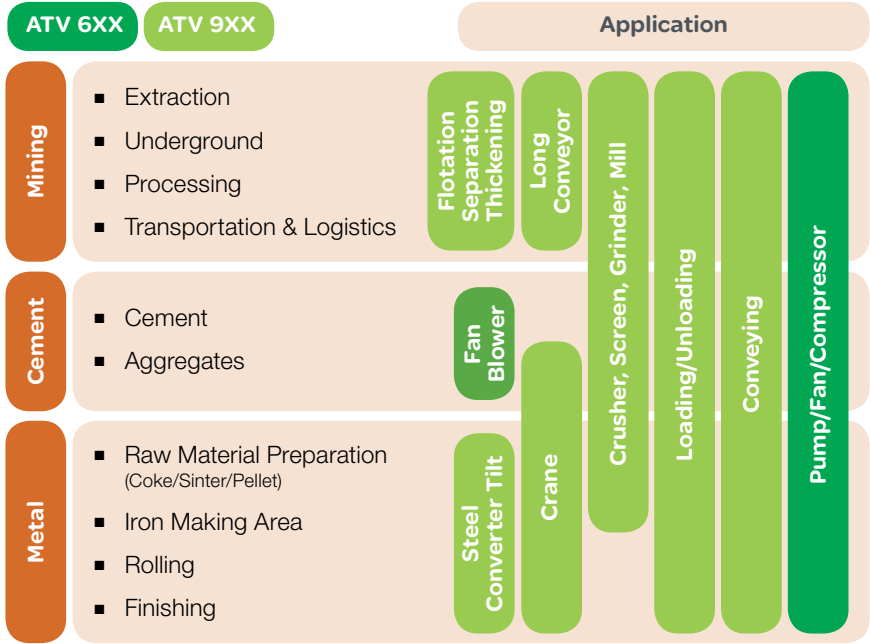 ATV 6XX
ATV 9XX
Application
Mining
■ Extraction
■ Underground
■ Processing
■ Transportation & Logistics
Flotation
Separation
Thickening
Long
Conveyor
Crusher, Screen, Grinder, Mill
Loading/Unloading
Conveying
Pump/Fan/Compressor
Cement
■ Cement
■ Aggregates
Fan
Blower
Crane
Metal
■ Raw Material Preparation
(Coke/Sinter/Pellet)
■ Iron Making Area
■ Rolling
■ Finishing
Steel
Converter Tilt